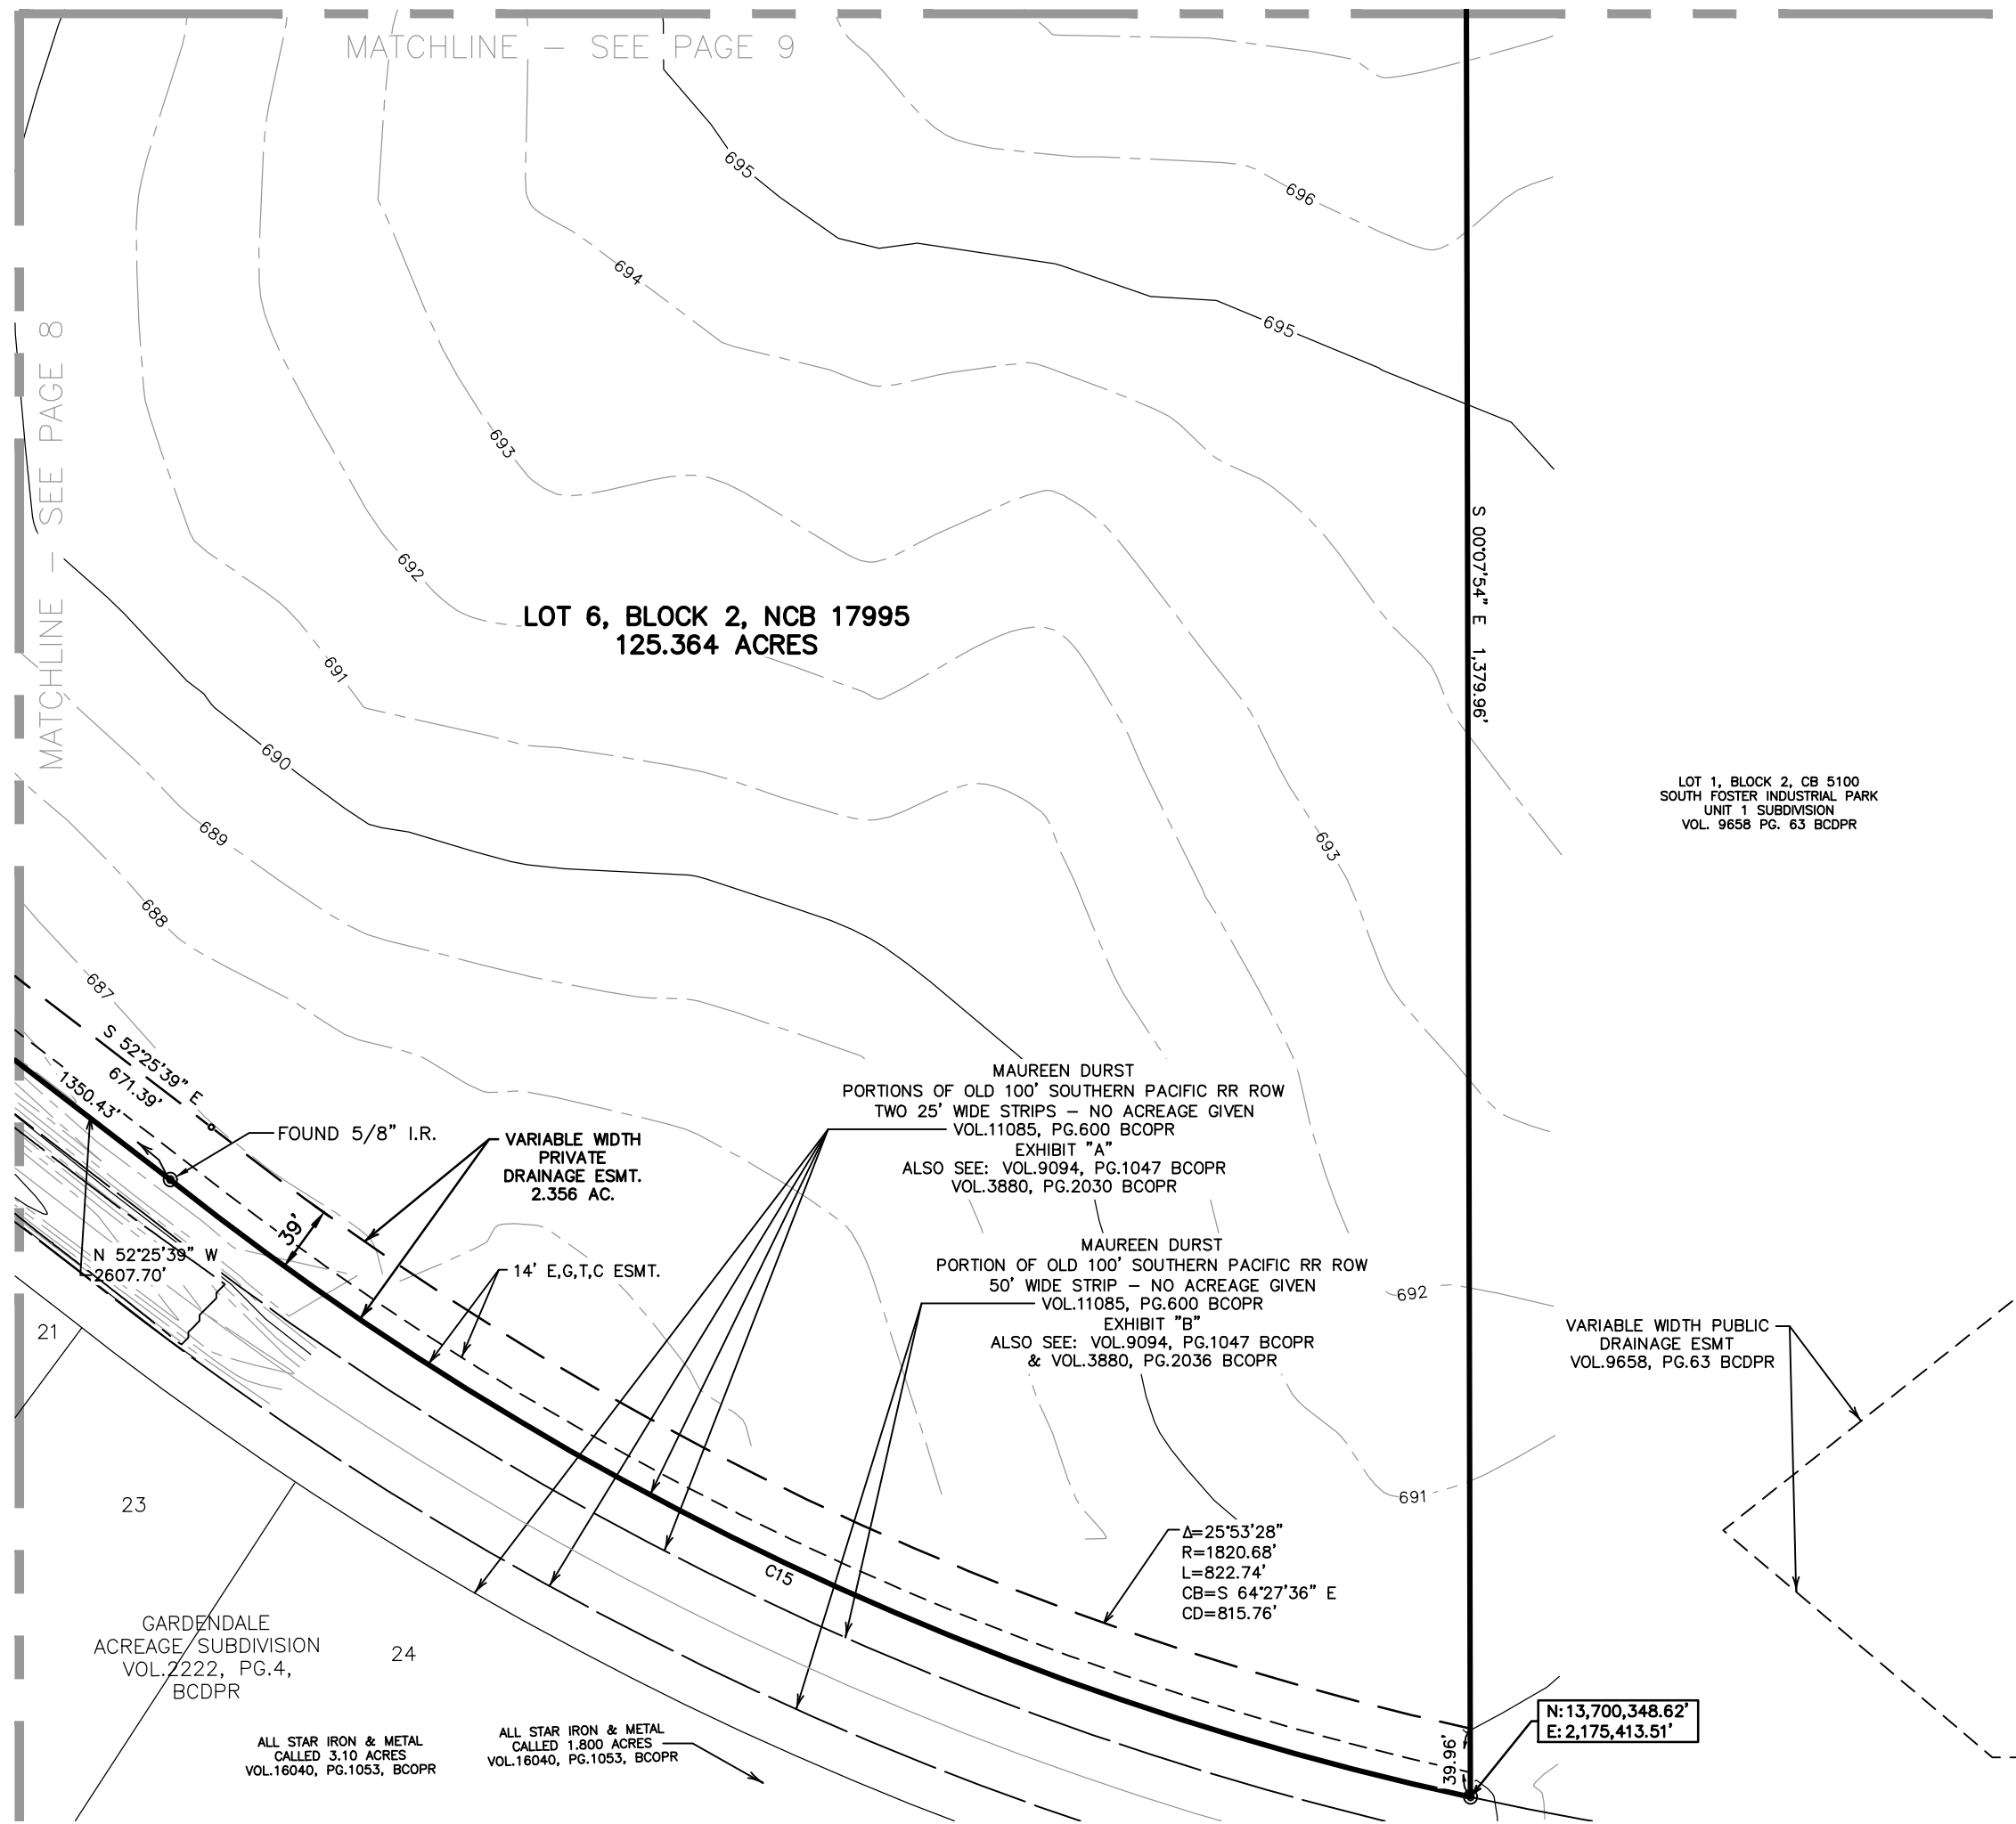 MATCHLINE - SEE PAGE 9
695
696
694
695
MATCHLINE - SEE PAGE 8
693
S 00°07'54" E 1,379.96'
692
LOT 6, BLOCK 2, NCB 17995
125.364 ACRES
691
690
LOT 1, BLOCK 2, CB 5100
SOUTH FOSTER INDUSTRIAL PARK
UNIT 1 SUBDIVISION
VOL. 9658 PG. 63 BCDPR
689
693
688
687
S 52°25'39" E
671.39'
1350.43'
FOUND 5/8" I.R.
VARIABLE WIDTH
PRIVATE
DRAINAGE ESMT.
2.356 AC.
MAUREEN DURST
PORTIONS OF OLD 100' SOUTHERN PACIFIC RR ROW
TWO 25' WIDE STRIPS – NO ACREAGE GIVEN
VOL.11085, PG.600 BCOPR
EXHIBIT "A"
ALSO SEE: VOL.9094, PG.1047 BCOPR
VOL.3880, PG.2030 BCOPR
39'
N 52°25'39" W
2607.70'
14' E,G,T,C ESMT.
MAUREEN DURST
PORTION OF OLD 100' SOUTHERN PACIFIC RR ROW
50' WIDE STRIP – NO ACREAGE GIVEN
VOL.11085, PG.600 BCOPR
EXHIBIT "B"
ALSO SEE: VOL.9094, PG.1047 BCOPR
& VOL.3880, PG.2036 BCOPR
692
21
VARIABLE WIDTH PUBLIC
DRAINAGE ESMT
VOL.9658, PG.63 BCDPR
23
691
Δ=25°53'28"
R=1820.68'
L=822.74'
CB=S 64°27'36" E
CD=815.76'
C15
GARDENDALE
ACREAGE SUBDIVISION
VOL.2222, PG.4,
BCDPR
24
N:13,700,348.62'
E:2,175,413.51'
39.96'
ALL STAR IRON & METAL
CALLED 3.10 ACRES
VOL.16040, PG.1053, BCOPR
ALL STAR IRON & METAL
CALLED 1.800 ACRES
VOL.16040, PG.1053, BCOPR